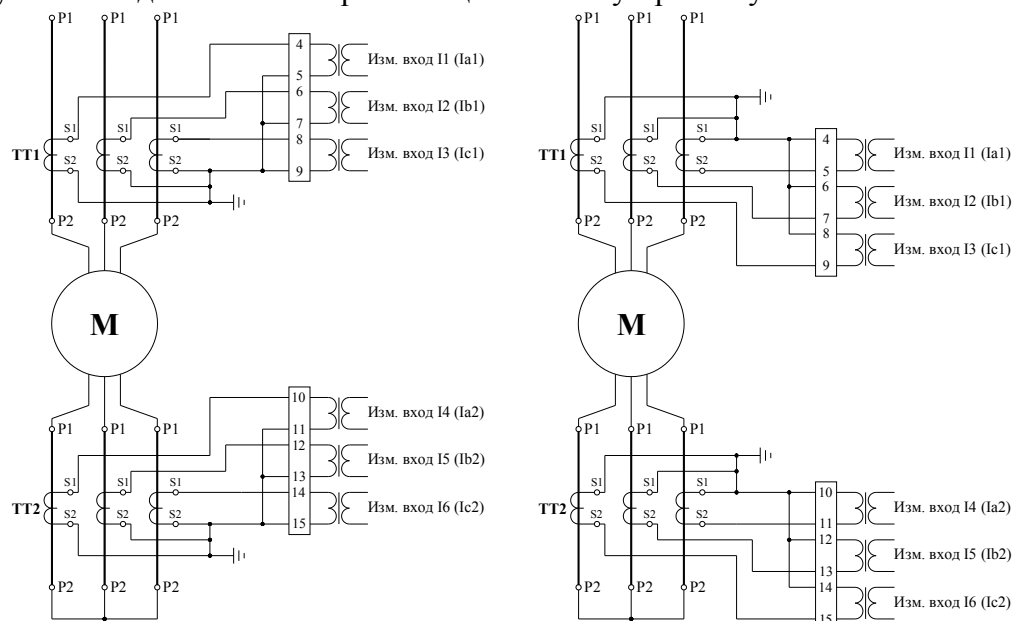 P1 P1 P1
4
Изм. вход I1 (Ia1)
5
6
Изм. вход I2 (Ib1)
7
S1 S1 S1
8
ТТ1
Изм. вход I3 (Ic1)
S2 S2 S2
9
P2 P2 P2
М
10
Изм. вход I4 (Ia2)
11
P1 P1 P1
12
Изм. вход I5 (Ib2)
13
S1 S1 S1
14
ТТ2
Изм. вход I6 (Ic2)
S2 S2 S2
15
P2 P2 P2
P1 P1 P1
S1 S1 S1
4
ТТ1
Изм. вход I1 (Ia1)
S2 S2 S2
5
6
Изм. вход I2 (Ib1)
7
P2 P2 P2
8
Изм. вход I3 (Ic1)
9
М
P1 P1 P1
S1 S1 S1
10
ТТ2
Изм. вход I4 (Ia2)
S2 S2 S2
11
12
Изм. вход I5 (Ib2)
13
P2 P2 P2
14
Изм. вход I6 (Ic2)
15